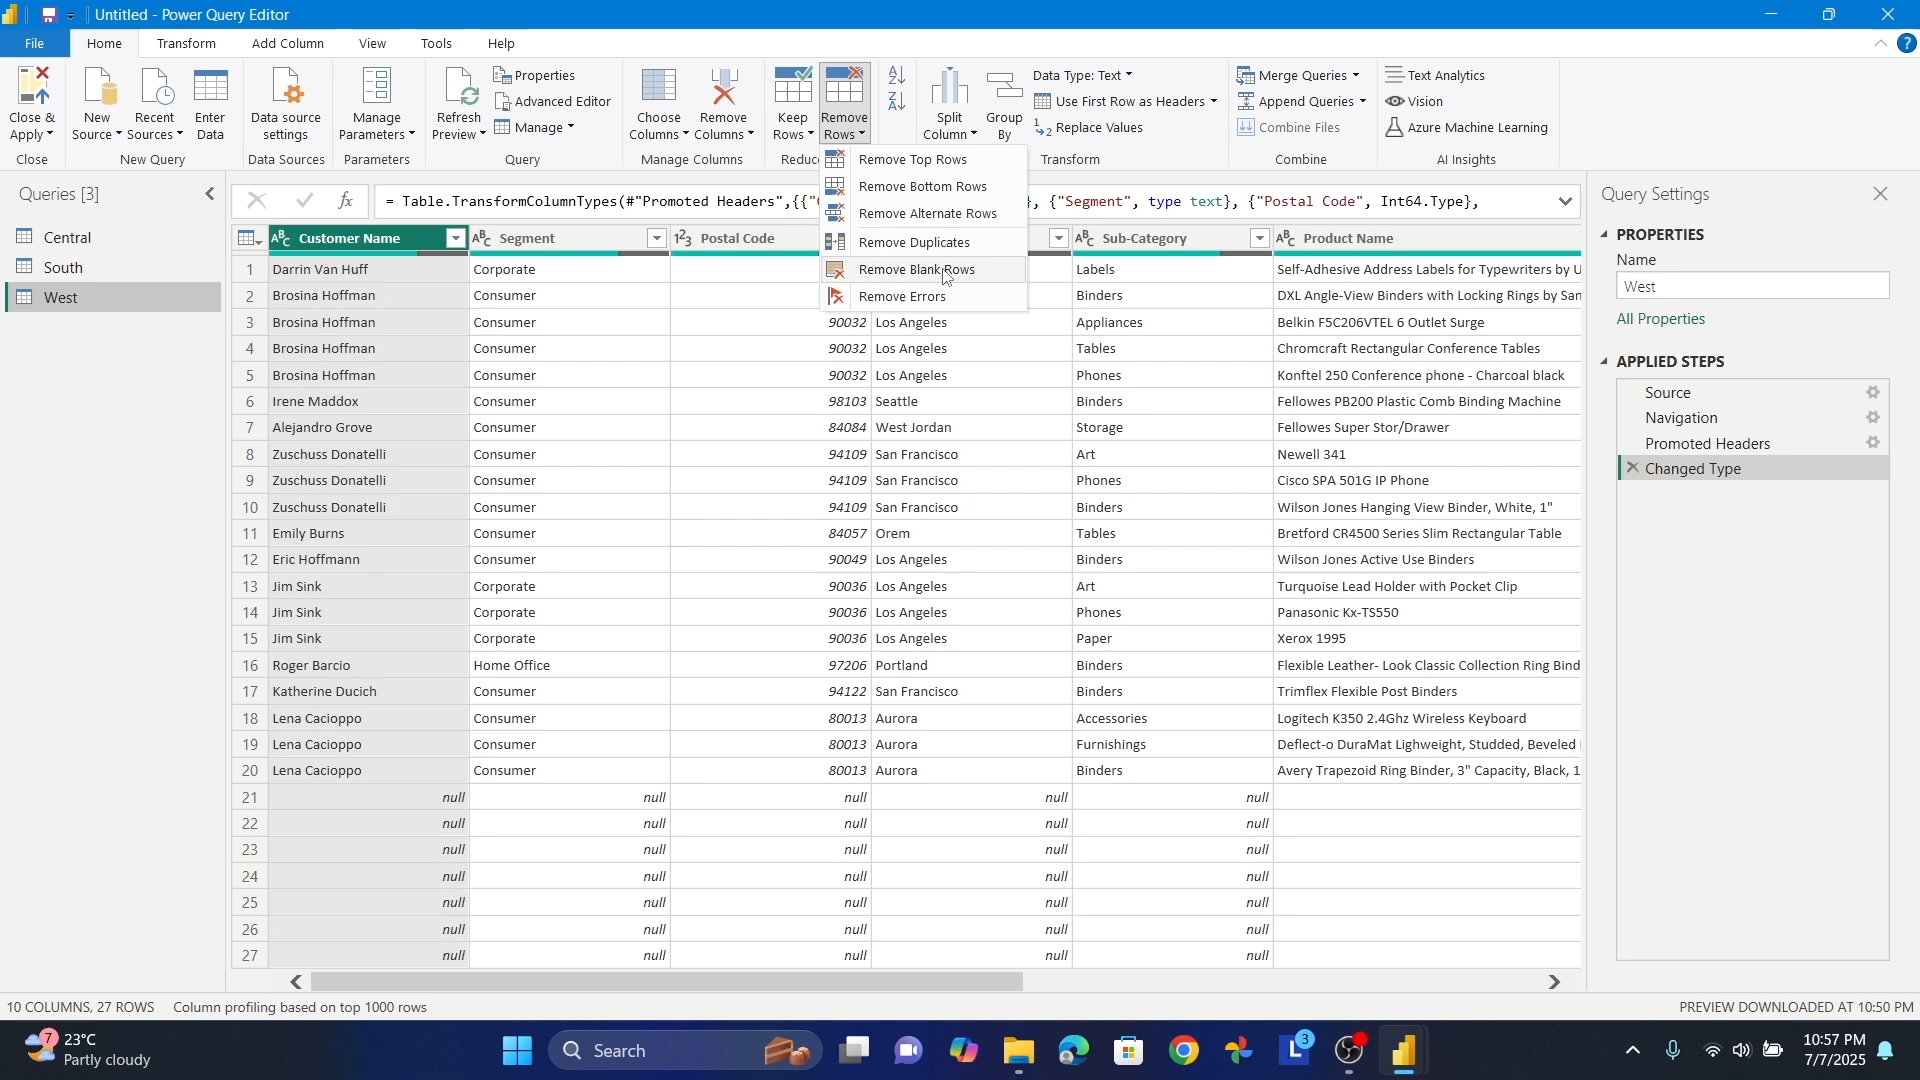 Untitled - Power Query Editor
File Home Transform Add Column View Tools Help
Close & Apply
New Source
Recent Sources
Enter Data
Data source settings
Manage Parameters
Refresh Preview
Properties
Advanced Editor
Manage
Choose Columns
Remove Columns
Keep Rows
Remove Rows
Split Column
Group By
Data Type: Text
Use First Row as Headers
Replace Values
Merge Queries
Append Queries
Combine Files
Text Analytics
Vision
Azure Machine Learning
Close New Query Data Sources Parameters Query Manage Columns Reduc Transform Combine AI Insights
Remove Top Rows
Remove Bottom Rows
Remove Alternate Rows
Remove Duplicates
Remove Blank Rows
Remove Errors
Queries [3]
Central
South
West
fx = Table.TransformColumnTypes(#"Promoted Headers",{{" }, {"Segment", type text}, {"Postal Code", Int64.Type},
Customer Name Segment Postal Code Sub-Category Product Name
1 Darrin Van Huff Corporate Labels Self-Adhesive Address Labels for Typewriters by U
2 Brosina Hoffman Consumer Binders DXL Angle-View Binders with Locking Rings by San
3 Brosina Hoffman Consumer 90032 Los Angeles Appliances Belkin F5C206VTEL 6 Outlet Surge
4 Brosina Hoffman Consumer 90032 Los Angeles Tables Chromcraft Rectangular Conference Tables
5 Brosina Hoffman Consumer 90032 Los Angeles Phones Konftel 250 Conference phone - Charcoal black
6 Irene Maddox Consumer 98103 Seattle Binders Fellowes PB200 Plastic Comb Binding Machine
7 Alejandro Grove Consumer 84084 West Jordan Storage Fellowes Super Stor/Drawer
8 Zuschuss Donatelli Consumer 94109 San Francisco Art Newell 341
9 Zuschuss Donatelli Consumer 94109 San Francisco Phones Cisco SPA 501G IP Phone
10 Zuschuss Donatelli Consumer 94109 San Francisco Binders Wilson Jones Hanging View Binder, White, 1"
11 Emily Burns Consumer 84057 Orem Tables Bretford CR4500 Series Slim Rectangular Table
12 Eric Hoffmann Consumer 90049 Los Angeles Binders Wilson Jones Active Use Binders
13 Jim Sink Corporate 90036 Los Angeles Art Turquoise Lead Holder with Pocket Clip
14 Jim Sink Corporate 90036 Los Angeles Phones Panasonic Kx-TS550
15 Jim Sink Corporate 90036 Los Angeles Paper Xerox 1995
16 Roger Barcio Home Office 97206 Portland Binders Flexible Leather- Look Classic Collection Ring Bind
17 Katherine Ducich Consumer 94122 San Francisco Binders Trimflex Flexible Post Binders
18 Lena Cacioppo Consumer 80013 Aurora Accessories Logitech K350 2.4Ghz Wireless Keyboard
19 Lena Cacioppo Consumer 80013 Aurora Furnishings Deflect-o DuraMat Lighweight, Studded, Beveled
20 Lena Cacioppo Consumer 80013 Aurora Binders Avery Trapezoid Ring Binder, 3" Capacity, Black, 1
21 null null null null null
22 null null null null null
23 null null null null null
24 null null null null null
25 null null null null null
26 null null null null null
27 null null null null null
Query Settings
PROPERTIES
Name
West
All Properties
APPLIED STEPS
Source
Navigation
Promoted Headers
Changed Type
10 COLUMNS, 27 ROWS Column profiling based on top 1000 rows PREVIEW DOWNLOADED AT 10:50 PM
7 23°C
Partly cloudy
Search
3
10:57 PM
7/7/2025